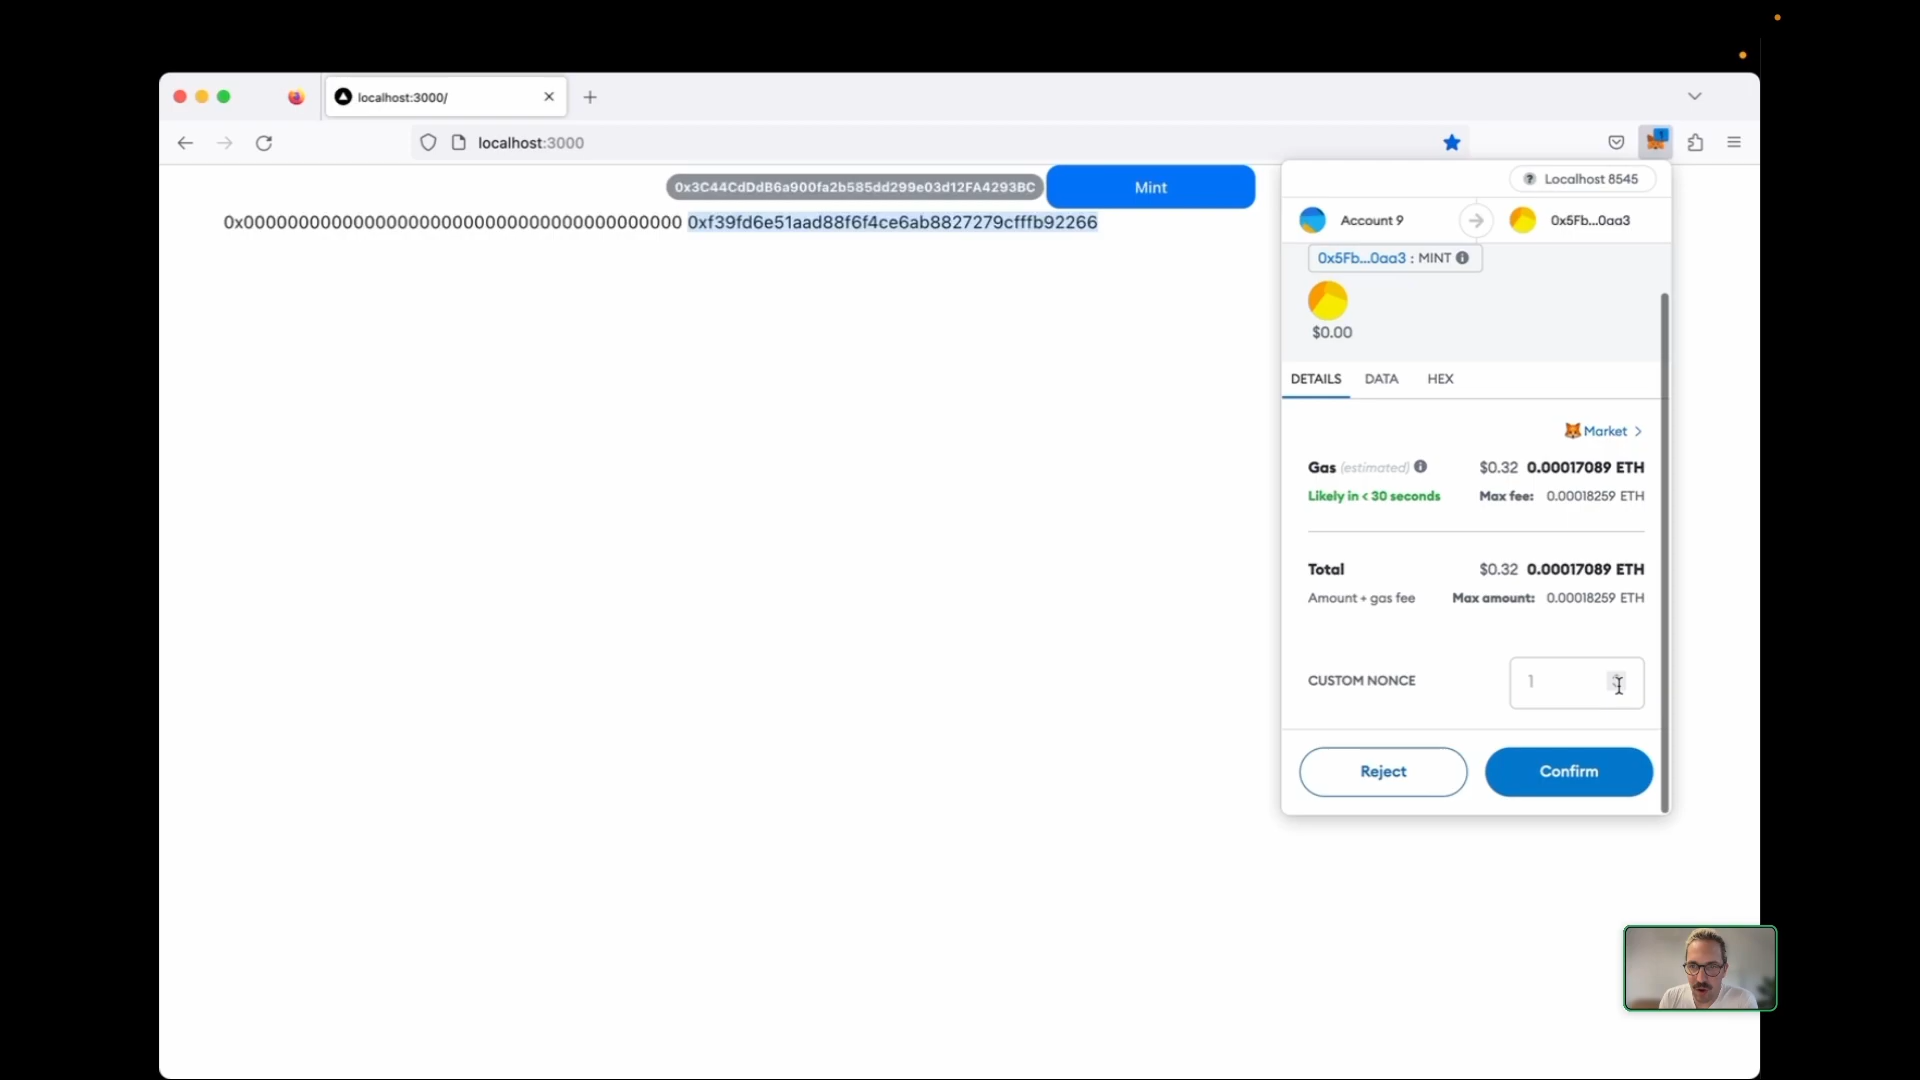 localhost:3000/
localhost:3000
0x3C44CdDdB6a900fa2b585dd299e03d12FA4293BC
Mint
0x0000000000000000000000000000000000000000 0xf39fd6e51aad88f6f4ce6ab8827279cfffb92266
1
? Localhost 8545
Account 9
0x5Fb...0aa3
0x5Fb...0aa3 : MINT
$0.00
DETAILS DATA HEX
Market >
Gas (estimated) $0.32 0.00017089 ETH
Likely in < 30 seconds Max fee: 0.00018259 ETH
Total $0.32 0.00017089 ETH
Amount + gas fee Max amount: 0.00018259 ETH
CUSTOM NONCE 1
Reject Confirm